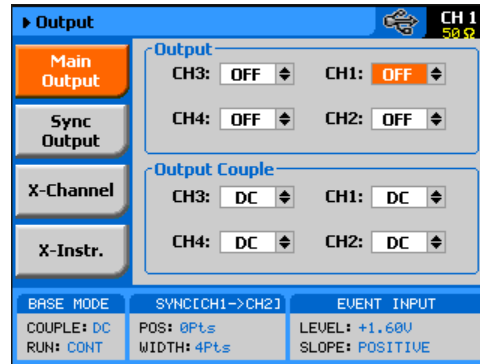 Output
CH 1
50 Ω
Main Output
Sync Output
X-Channel
X-Instr.
Output
CH3: OFF CH1: OFF
CH4: OFF CH2: OFF
Output Couple
CH3: DC CH1: DC
CH4: DC CH2: DC
BASE MODE
COUPLE: DC
RUN: CONT
SYNC[CH1->CH2]
POS: 0Pts
WIDTH: 4Pts
EVENT INPUT
LEVEL: +1.60V
SLOPE: POSITIVE